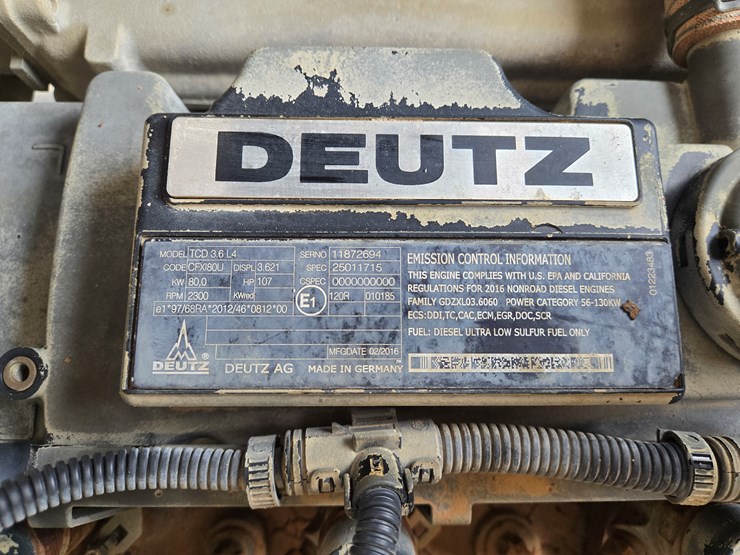 DEUTZ
MODEL TCD 3.6 L4 SERNO 11872694
CODE CFXI80U DISPL 3.621 SPEC 25011715
KW 80,0 HP 107 CSPEC 0000000000
RPM 2300 KWred E1 120R 010185
e1*97/68RA*2012/46*0812*00
MFGDATE 02/2016
DEUTZ ® DEUTZ AG MADE IN GERMANY
EMISSION CONTROL INFORMATION
THIS ENGINE COMPLIES WITH U.S. EPA AND CALIFORNIA
REGULATIONS FOR 2016 NONROAD DIESEL ENGINES
FAMILY GDZXL03.6060 POWER CATEGORY 56-130KW
ECS:DDI,TC,CAC,ECM,EGR,DOC,SCR
FUEL: DIESEL ULTRA LOW SULFUR FUEL ONLY
01223483